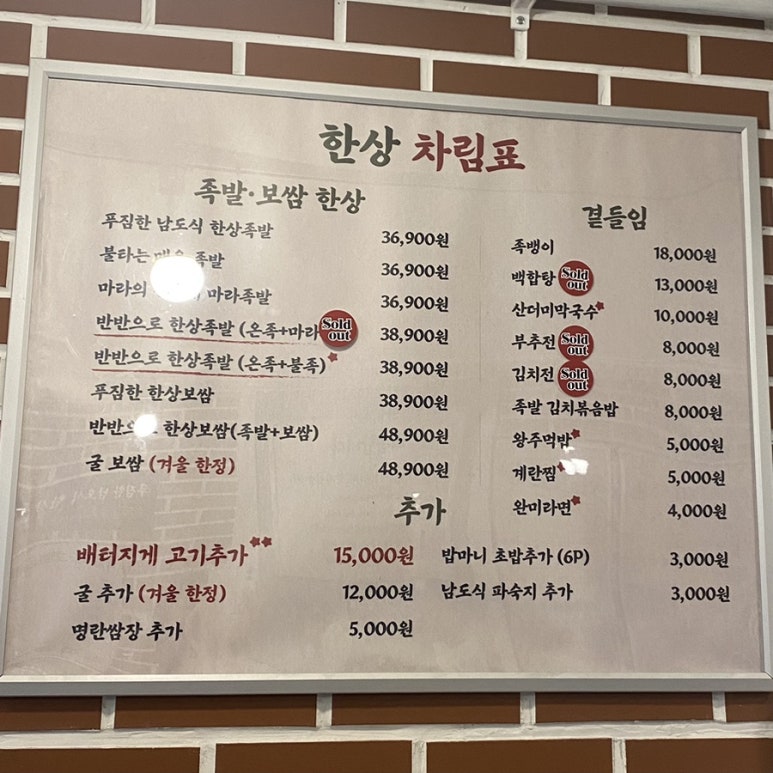 한상 차림표
족발·보쌈 한상
푸짐한 남도식 한상족발 36,900원
불타는 족발 36,900원
마라의 마라족발 36,900원
반반으로 한상족발 (온족+마라 Sold out 38,900원
반반으로 한상족발 (온족+불족) 38,900원
푸짐한 한상보쌈 38,900원
반반으로 한상보쌈(족발+보쌈) 48,900원
굴 보쌈 (겨울 한정) 48,900원
곁들임
족뱅이 18,000원
백합탕 Sold out 13,000원
산더미막국수 10,000원
부추전 Sold out 8,000원
김치전 Sold out 8,000원
족발 김치볶음밥 8,000원
왕주먹밥 5,000원
계란찜 5,000원
완미라면 4,000원
추가
배터지게 고기추가 15,000원
굴 추가 (겨울 한정) 12,000원
명란쌈장 추가 5,000원
밥마니 초밥추가 (6P) 3,000원
남도식 파숙지 추가 3,000원